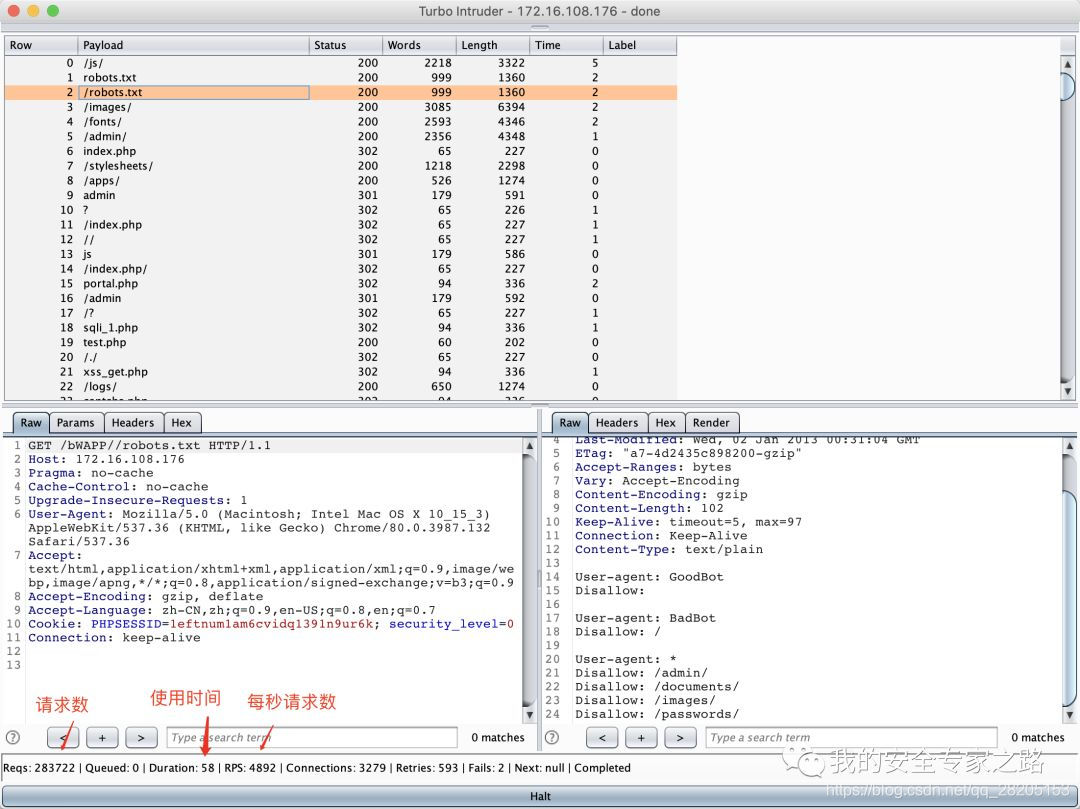 Turbo Intruder - 172.16.108.176 - done
Row Payload Status Words Length Time Label
0 /js/ 200 2218 3322 5
1 robots.txt 200 999 1360 2
2 /robots.txt 200 999 1360 2
3 /images/ 200 3085 6394 2
4 /fonts/ 200 2593 4346 2
5 /admin/ 200 2356 4348 1
6 index.php 302 65 227 0
7 /stylesheets/ 200 1218 2298 0
8 /apps/ 200 526 1274 0
9 admin 301 179 591 0
10 ? 302 65 226 1
11 /index.php 302 65 227 1
12 // 302 65 227 1
13 js 301 179 586 0
14 /index.php/ 302 65 227 0
15 portal.php 302 94 336 2
16 /admin 301 179 592 0
17 /? 302 65 227 1
18 sqli_1.php 302 94 336 1
19 test.php 200 60 202 0
20 /./ 302 65 227 0
21 xss_get.php 302 94 336 1
22 /logs/ 200 650 1274 0
Raw Params Headers Hex
1 GET /bWAPP//robots.txt HTTP/1.1
2 Host: 172.16.108.176
3 Pragma: no-cache
4 Cache-Control: no-cache
5 Upgrade-Insecure-Requests: 1
6 User-Agent: Mozilla/5.0 (Macintosh; Intel Mac OS X 10_15_3)
AppleWebKit/537.36 (KHTML, like Gecko) Chrome/80.0.3987.132
Safari/537.36
7 Accept:
text/html,application/xhtml+xml,application/xml;q=0.9,image/we
bp,image/apng,*/*;q=0.8,application/signed-exchange;v=b3;q=0.9
8 Accept-Encoding: gzip, deflate
9 Accept-Language: zh-CN,zh;q=0.9,en-US;q=0.8,en;q=0.7
10 Cookie: PHPSESSID=1eftnum1am6cvidq1391n9ur6k; security_level=0
11 Connection: keep-alive
12
13
请求数
使用时间
每秒请求数
? < + > Type a search term 0 matches
Raw Headers Hex Render
4 Last-Modified: Wed, 02 Jan 2013 00:31:04 GMT
5 ETag: "a7-4d2435c898200-gzip"
6 Accept-Ranges: bytes
7 Vary: Accept-Encoding
8 Content-Encoding: gzip
9 Content-Length: 102
10 Keep-Alive: timeout=5, max=97
11 Connection: Keep-Alive
12 Content-Type: text/plain
13
14 User-agent: GoodBot
15 Disallow:
16
17 User-agent: BadBot
18 Disallow: /
19
20 User-agent: *
21 Disallow: /admin/
22 Disallow: /documents/
23 Disallow: /images/
24 Disallow: /passwords/
? < + > Type a search term 0 matches
Reqs: 283722 | Queued: 0 | Duration: 58 | RPS: 4892 | Connections: 3279 | Retries: 593 | Fails: 2 | Next: null | Completed
我的安全专家之路
https://blog.csdn.net/qq_28205153
Halt